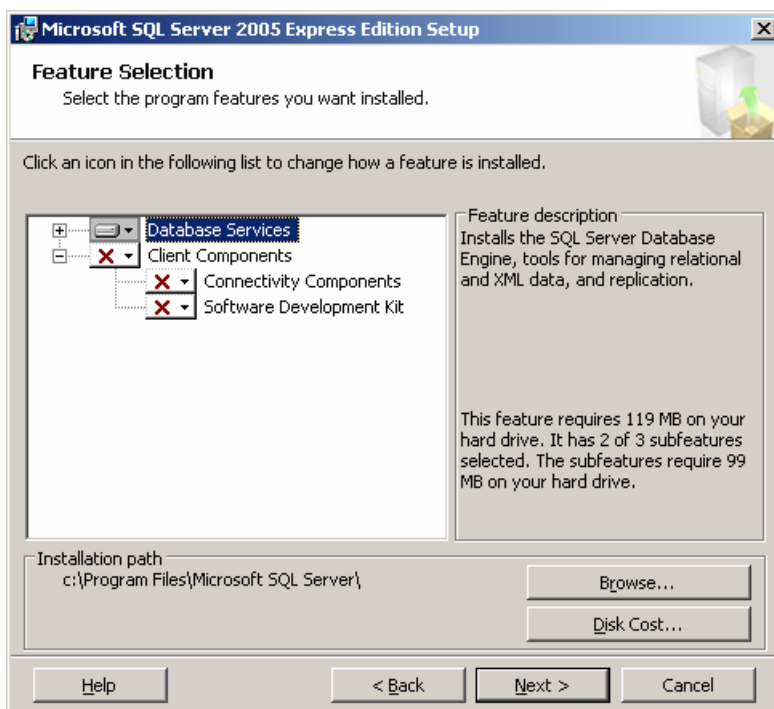 Microsoft SQL Server 2005 Express Edition Setup
Feature Selection
Select the program features you want installed.
Click an icon in the following list to change how a feature is installed.
Database Services
Client Components
Connectivity Components
Software Development Kit
Feature description
Installs the SQL Server Database
Engine, tools for managing relational
and XML data, and replication.
This feature requires 119 MB on your
hard drive. It has 2 of 3 subfeatures
selected. The subfeatures require 99
MB on your hard drive.
Installation path
c:\Program Files\Microsoft SQL Server\
Browse...
Disk Cost...
Help
< Back
Next >
Cancel